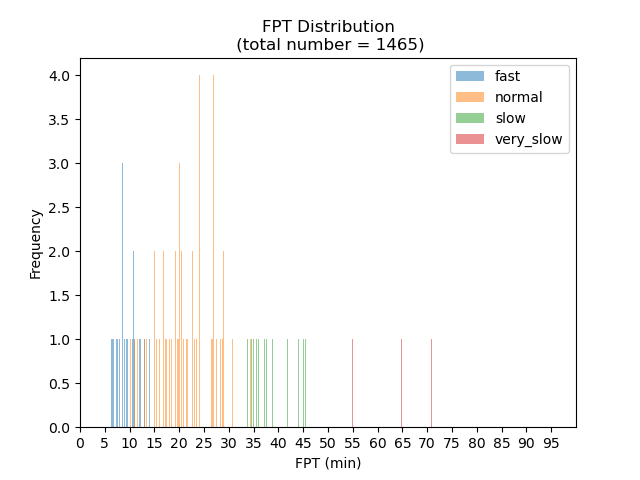 FPT Distribution
(total number = 1465)
fast
normal
slow
very_slow
Frequency
4.0
3.5
3.0
2.5
2.0
1.5
1.0
0.5
0.0
0 5 10 15 20 25 30 35 40 45 50 55 60 65 70 75 80 85 90 95
FPT (min)